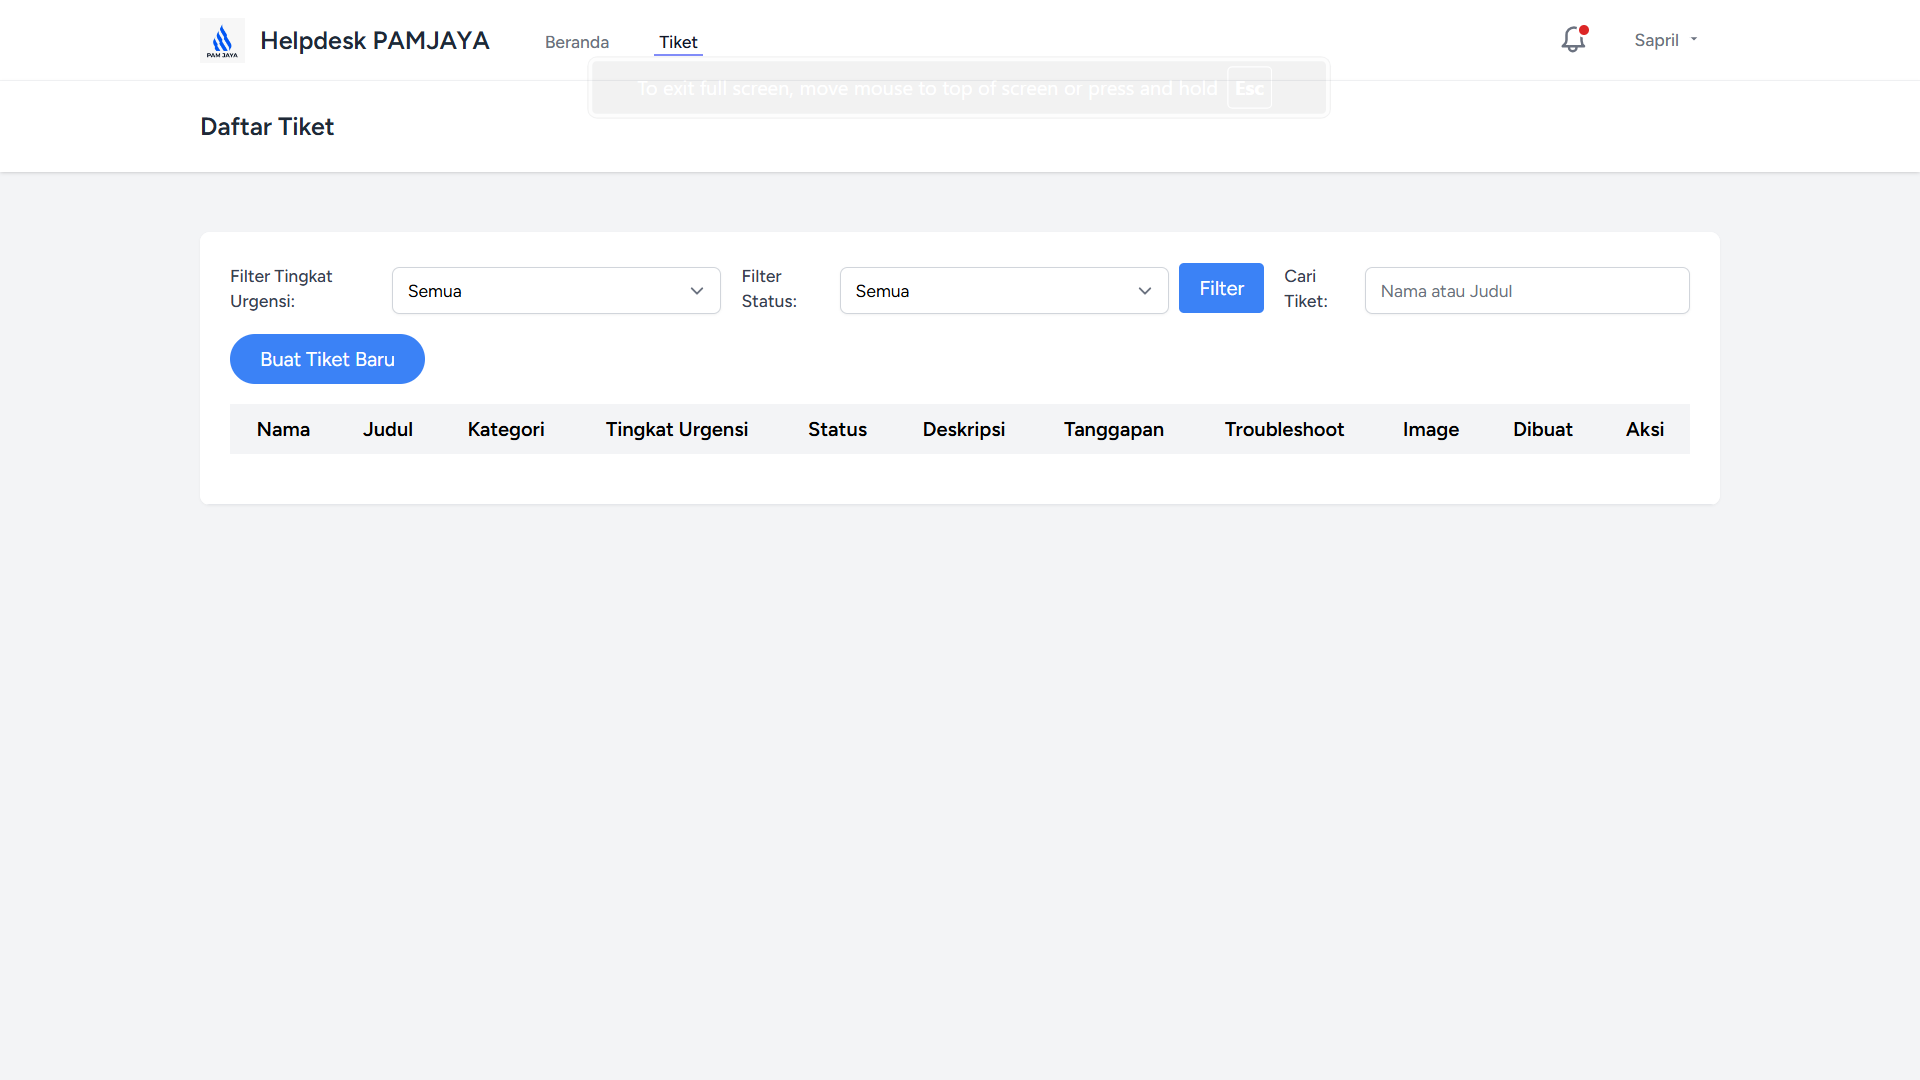 PAM JAYA
Helpdesk PAMJAYA
Beranda
Tiket
Sapril
To exit full screen, move mouse to top of screen or press and hold Esc
Daftar Tiket
Filter Tingkat
Urgensi:
Semua
Filter
Status:
Semua
Filter
Cari
Tiket:
Nama atau Judul
Buat Tiket Baru
Nama Judul Kategori Tingkat Urgensi Status Deskripsi Tanggapan Troubleshoot Image Dibuat Aksi